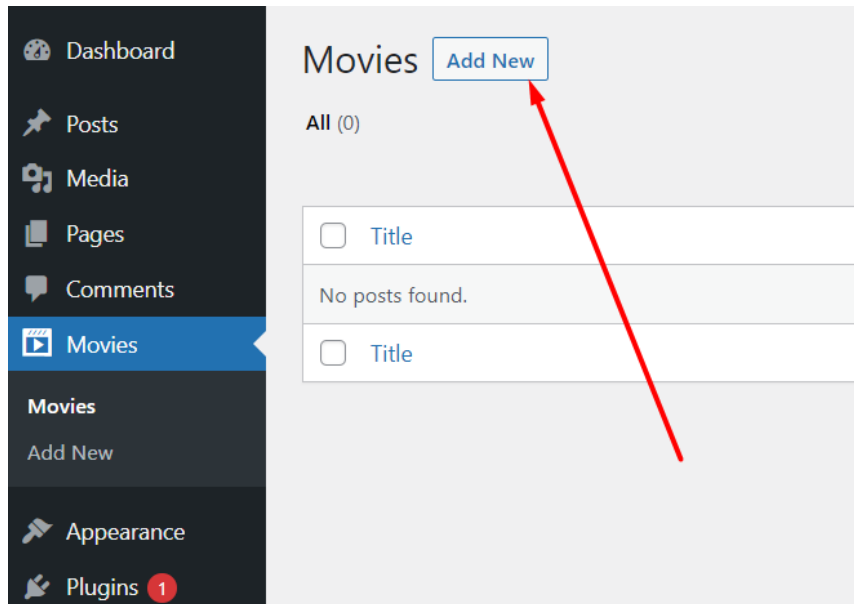 Dashboard
Posts
Media
Pages
Comments
Movies
Movies
Add New
Appearance
Plugins 1
Movies Add New
All (0)
Title
No posts found.
Title